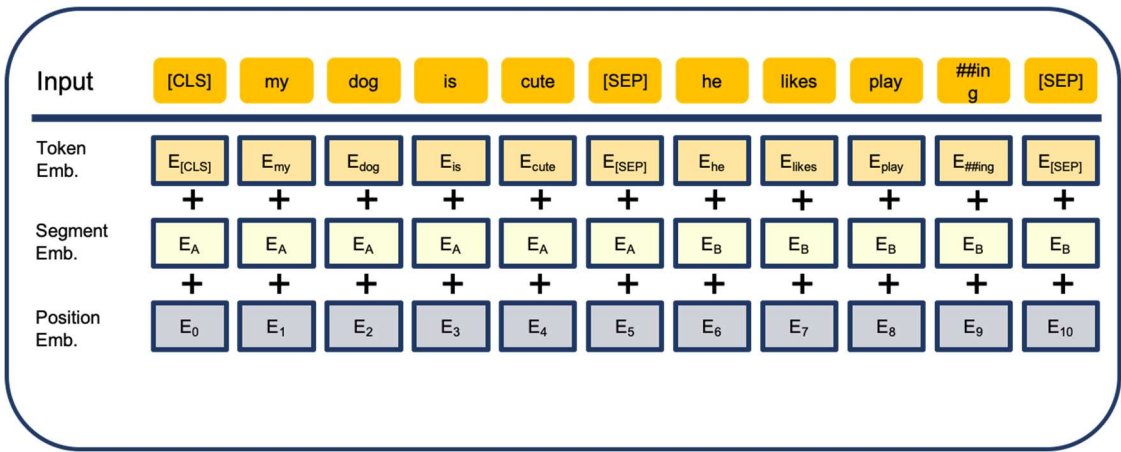 Input [CLS] my dog is cute [SEP] he likes play ##in
g [SEP]
Token
Emb. E[CLS] Emy Edog Eis Ecute E[SEP] Ehe Elikes Eplay E##ing E[SEP]
+ + + + + + + + + + +
Segment
Emb. EA EA EA EA EA EA EB EB EB EB EB
+ + + + + + + + + + +
Position
Emb. E0 E1 E2 E3 E4 E5 E6 E7 E8 E9 E10